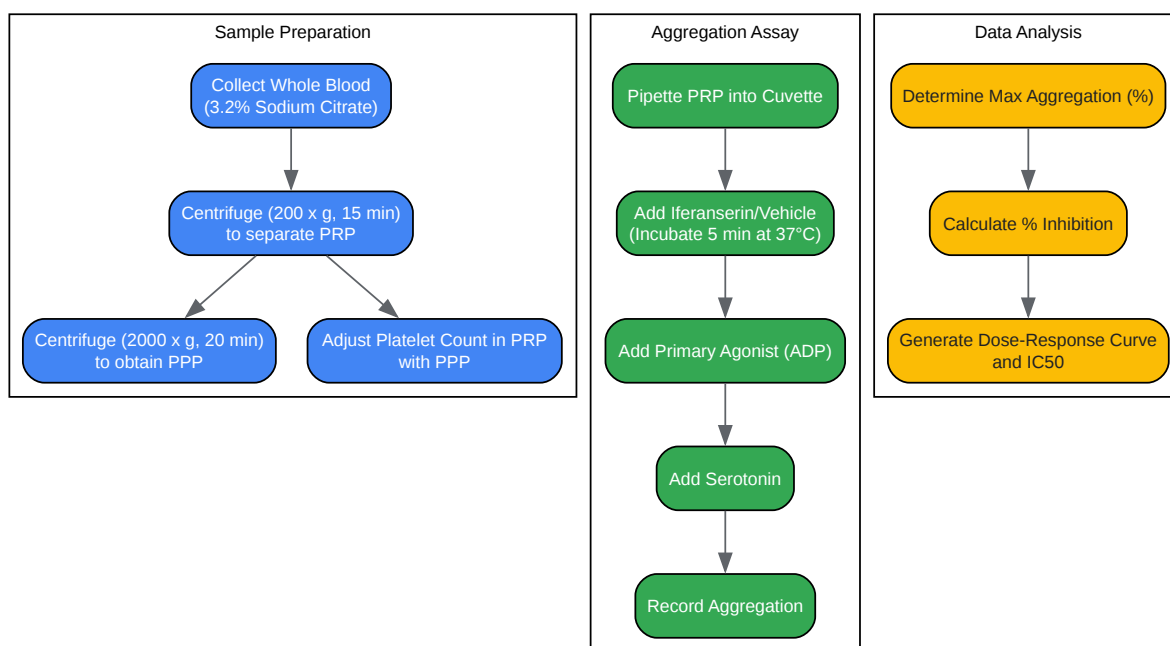 Sample Preparation
Collect Whole Blood
(3.2% Sodium Citrate)
Centrifuge (200 x g, 15 min)
to separate PRP
Centrifuge (2000 x g, 20 min)
to obtain PPP
Adjust Platelet Count in PRP
with PPP
Aggregation Assay
Pipette PRP into Cuvette
Add Iferanserin/Vehicle
(Incubate 5 min at 37°C)
Add Primary Agonist (ADP)
Add Serotonin
Record Aggregation
Data Analysis
Determine Max Aggregation (%)
Calculate % Inhibition
Generate Dose-Response Curve
and IC50